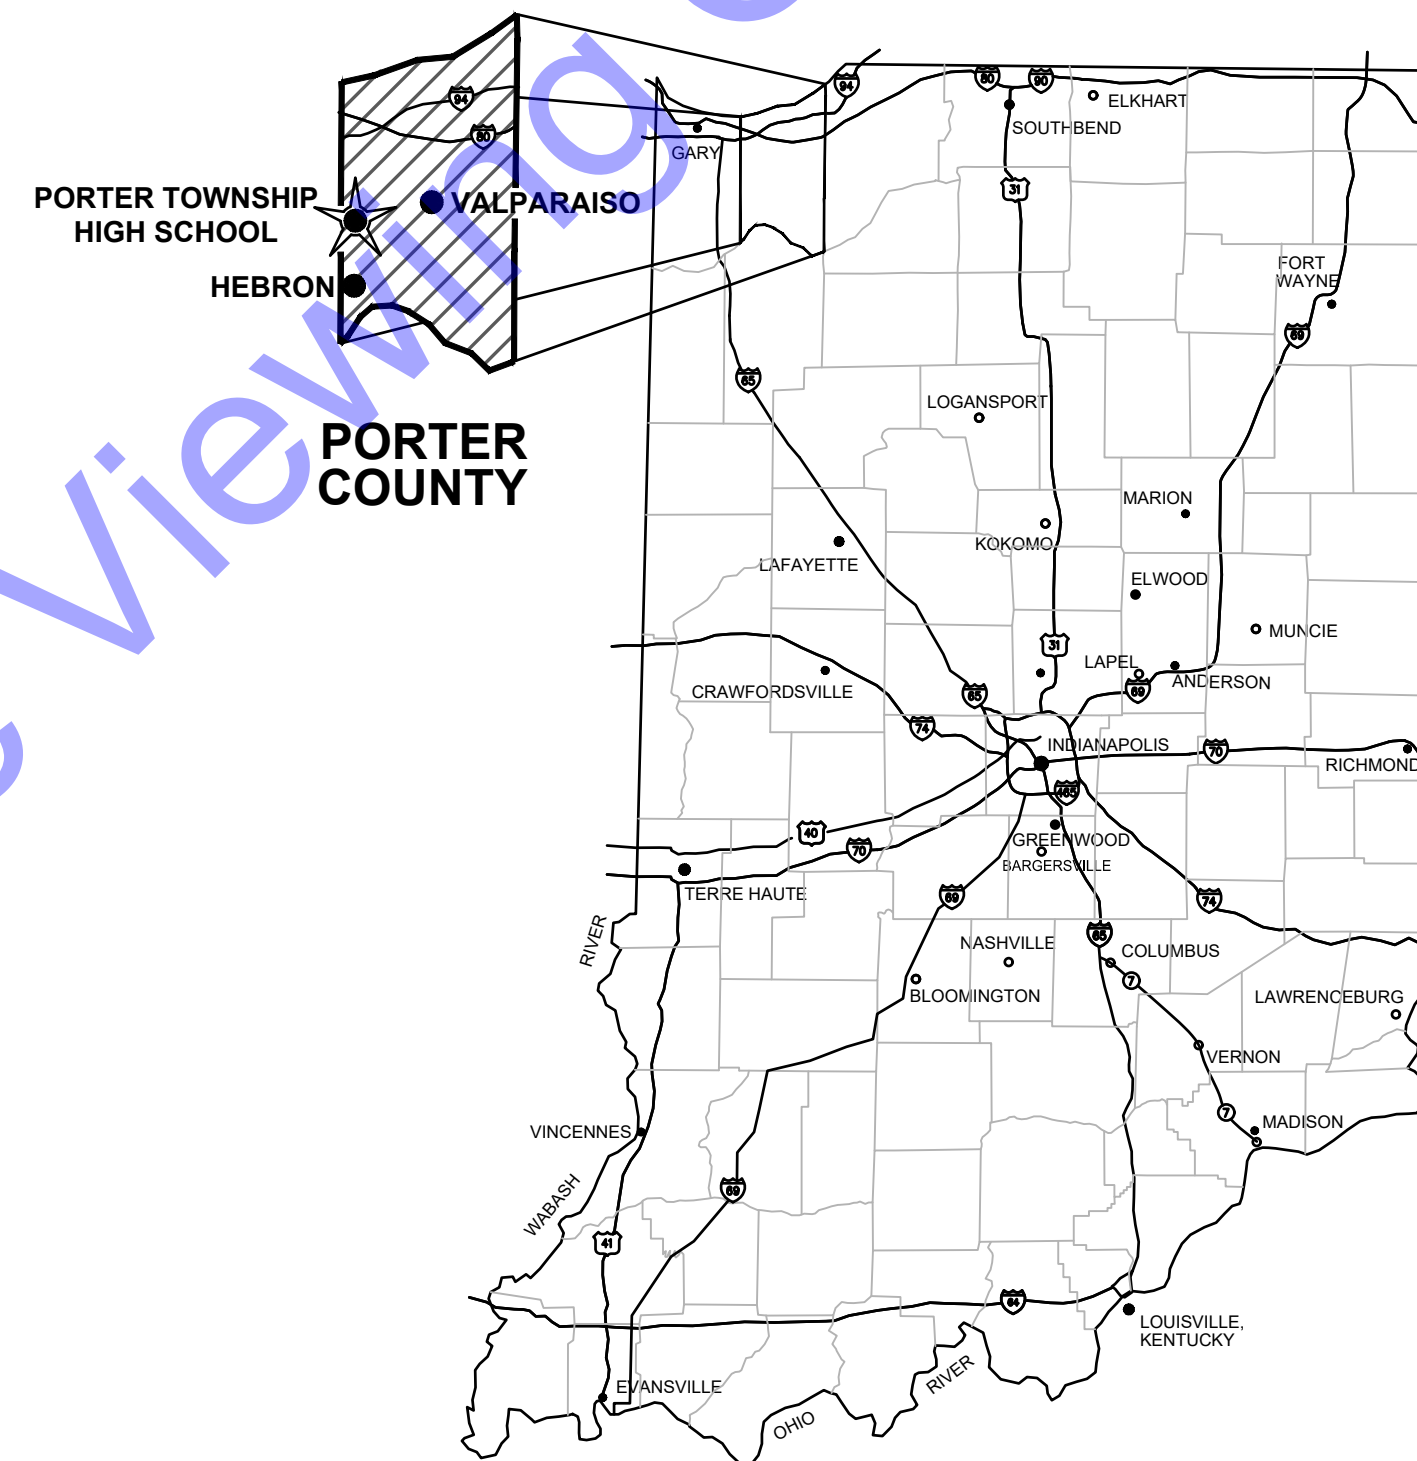 94
80
PORTER TOWNSHIP
HIGH SCHOOL
VALPARAISO
HEBRON
PORTER
COUNTY
Viewing
94
80
90
ELKHART
SOUTHBEND
GARY
31
FORT
WAYNE
69
65
LOGANSPORT
MARION
KOKOMO
LAFAYETTE
ELWOOD
MUNCIE
31
LAPEL
ANDERSON
69
CRAWFORDSVILLE
65
74
INDIANAPOLIS
70
RICHMOND
465
40
70
GREENWOOD
BARGERSVILLE
TERRE HAUTE
69
74
RIVER
NASHVILLE
65
COLUMBUS
7
BLOOMINGTON
LAWRENCEBURG
VERNON
7
MADISON
VINCENNES
WABASH
69
41
64
LOUISVILLE,
KENTUCKY
EVANSVILLE
RIVER
OHIO